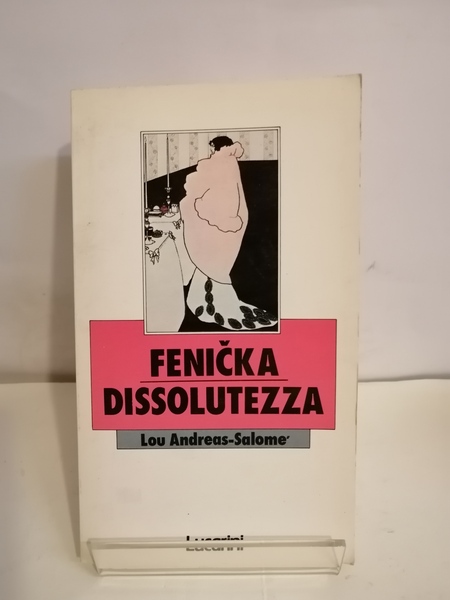 FENIČKA
DISSOLUTEZZA
Lou Andreas-Salome´
Lucarini